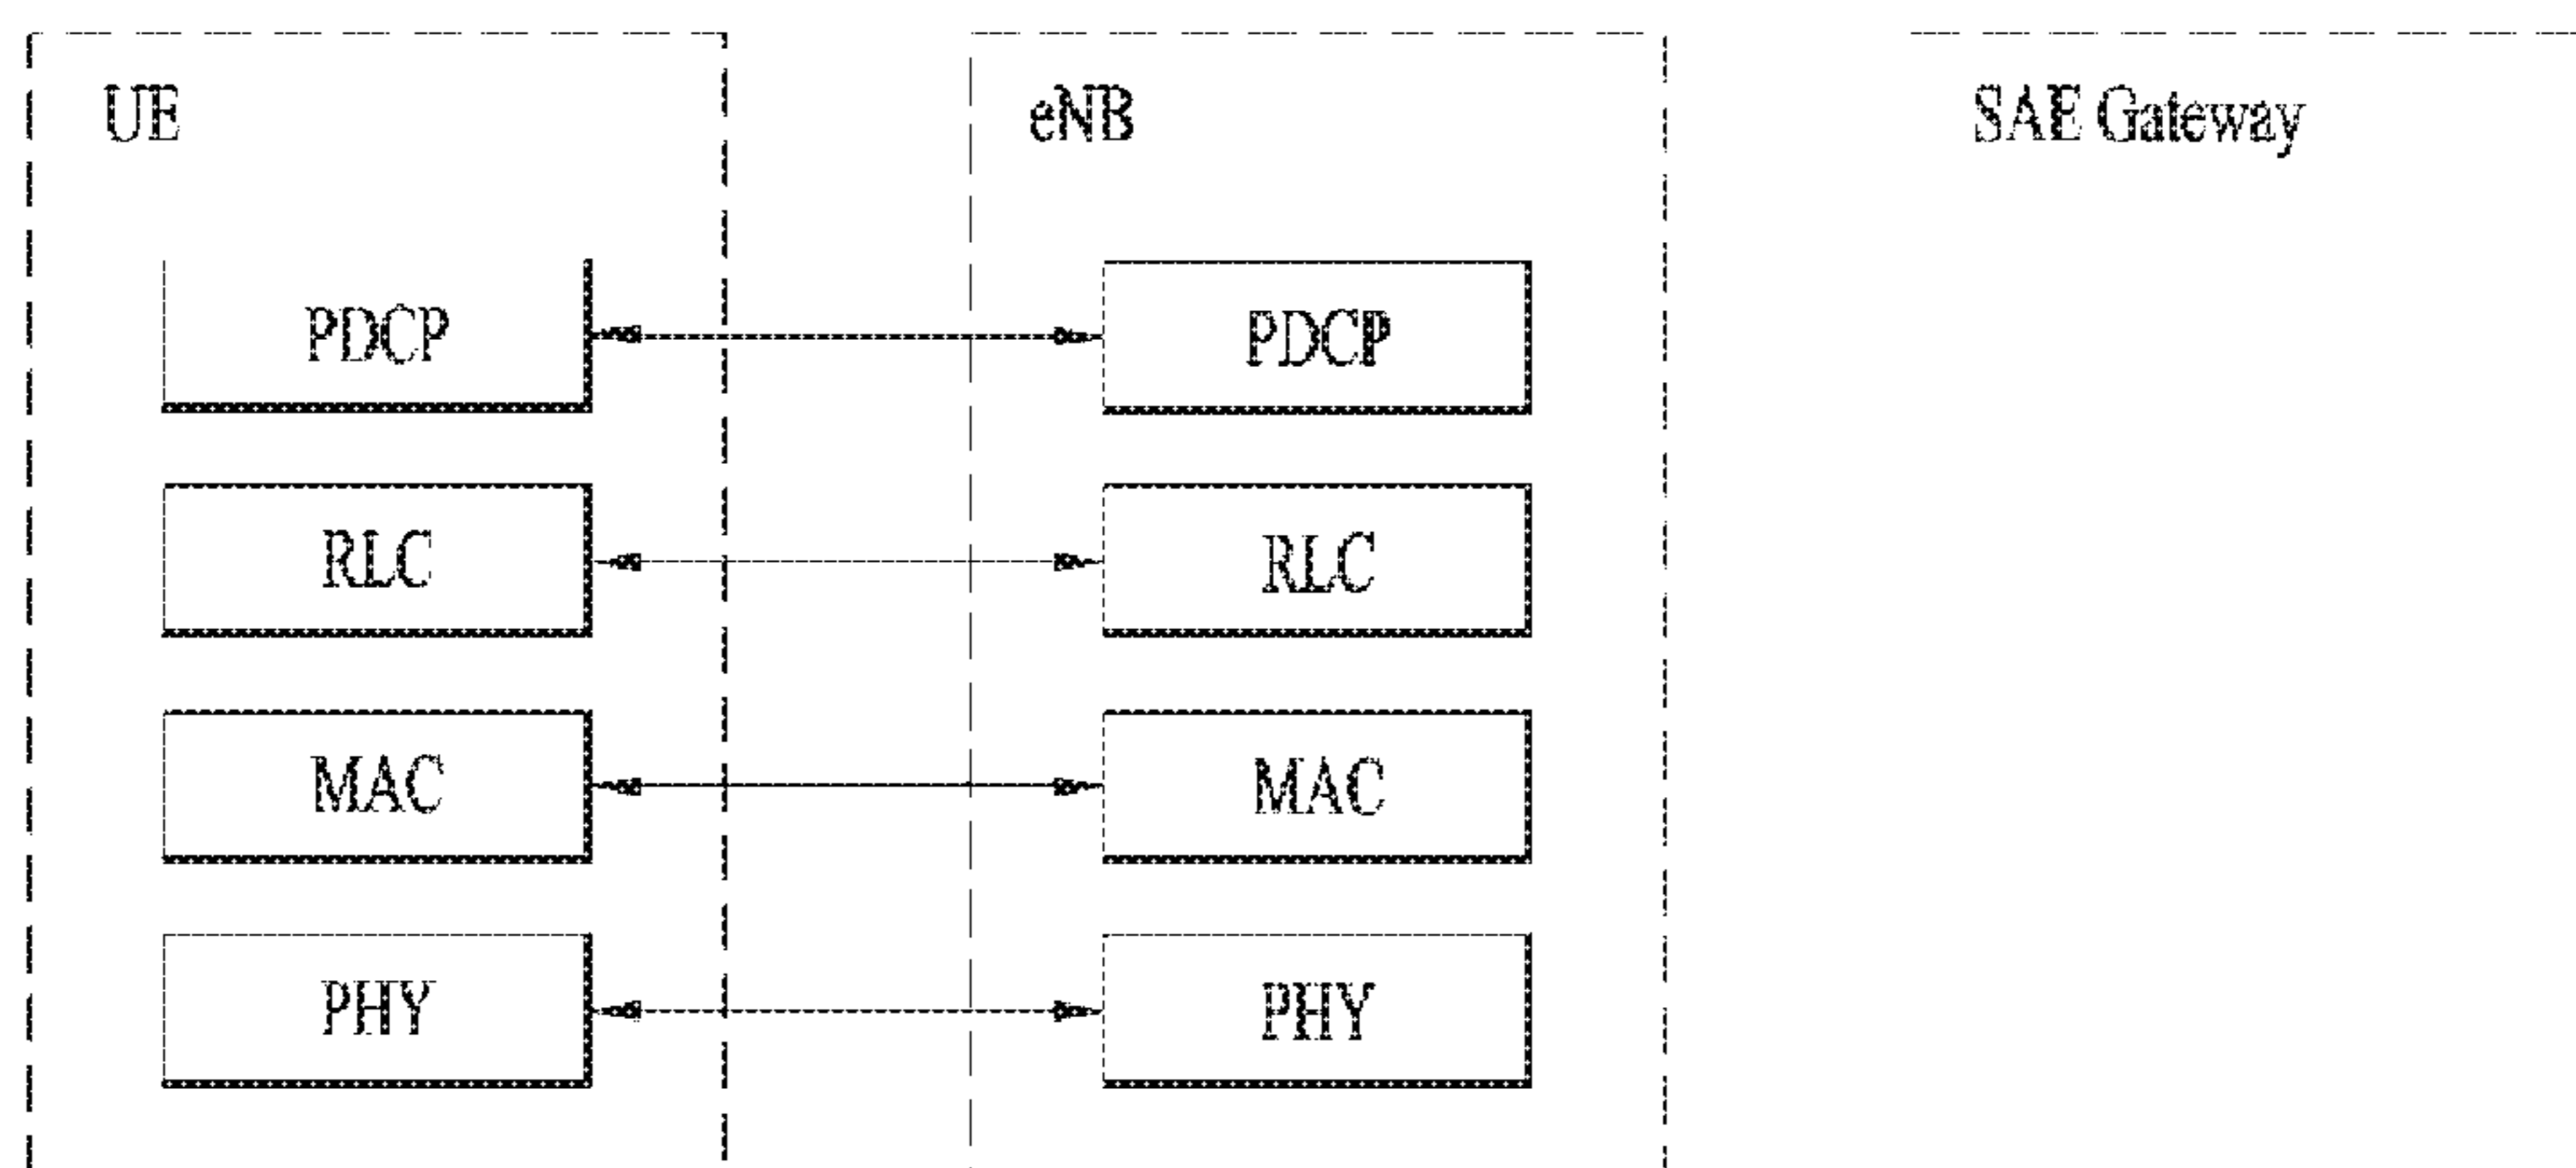 UE
eNB
SAE Gateway
PDCP
PDCP
RLC
RLC
MAC
MAC
PHY
PHY